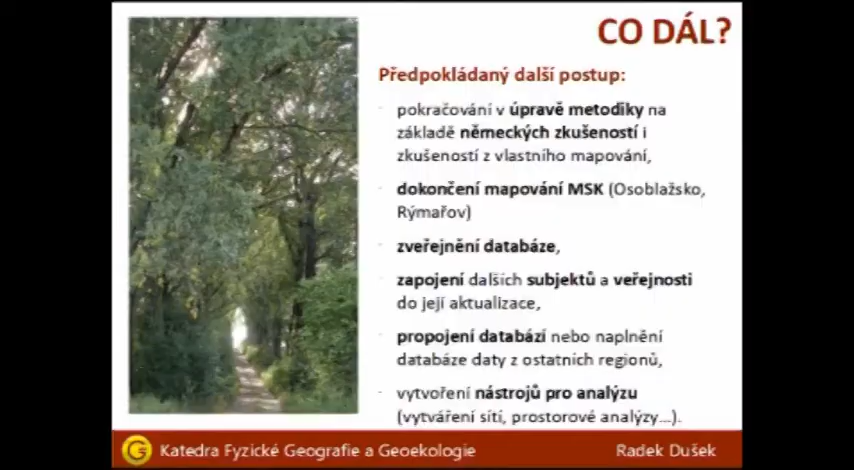 CO DÁL?
Předpokládaný další postup:
- pokračování v úpravě metodiky na
základě německých zkušeností i
zkušeností z vlastního mapování,
- dokončení mapování MSK (Osoblažsko,
Rýmařov)
- zveřejnění databáze,
- zapojení dalších subjektů a veřejnosti
do její aktualizace,
- propojení databází nebo naplnění
databáze daty z ostatních regionů,
- vytvoření nástrojů pro analýzu
(vytváření sítí, prostorové analýzy...).
Katedra Fyzické Geografie a Geoekologie
Radek Dušek